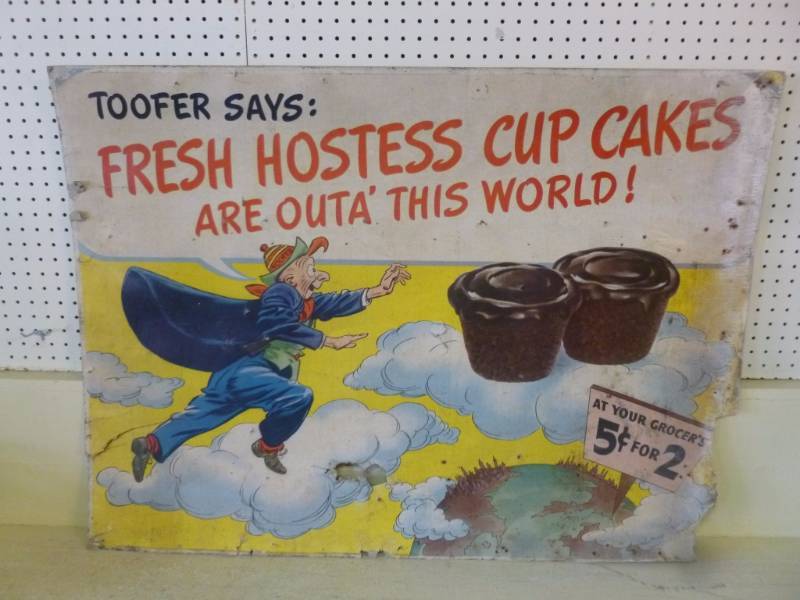 TOOFER SAYS:
FRESH HOSTESS CUP CAKES
ARE OUTA' THIS WORLD!
AT YOUR GROCER'S
5¢ FOR 2